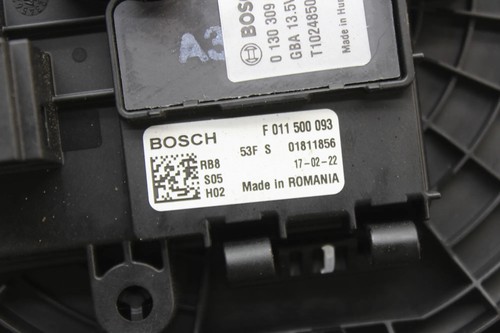 A3
BOSCH
0 130 309
GBA 13.5V
T1024850
Made in Hu
BOSCH F 011 500 093
53F S 01811856
RB8 17-02-22
S05
H02 Made in ROMANIA